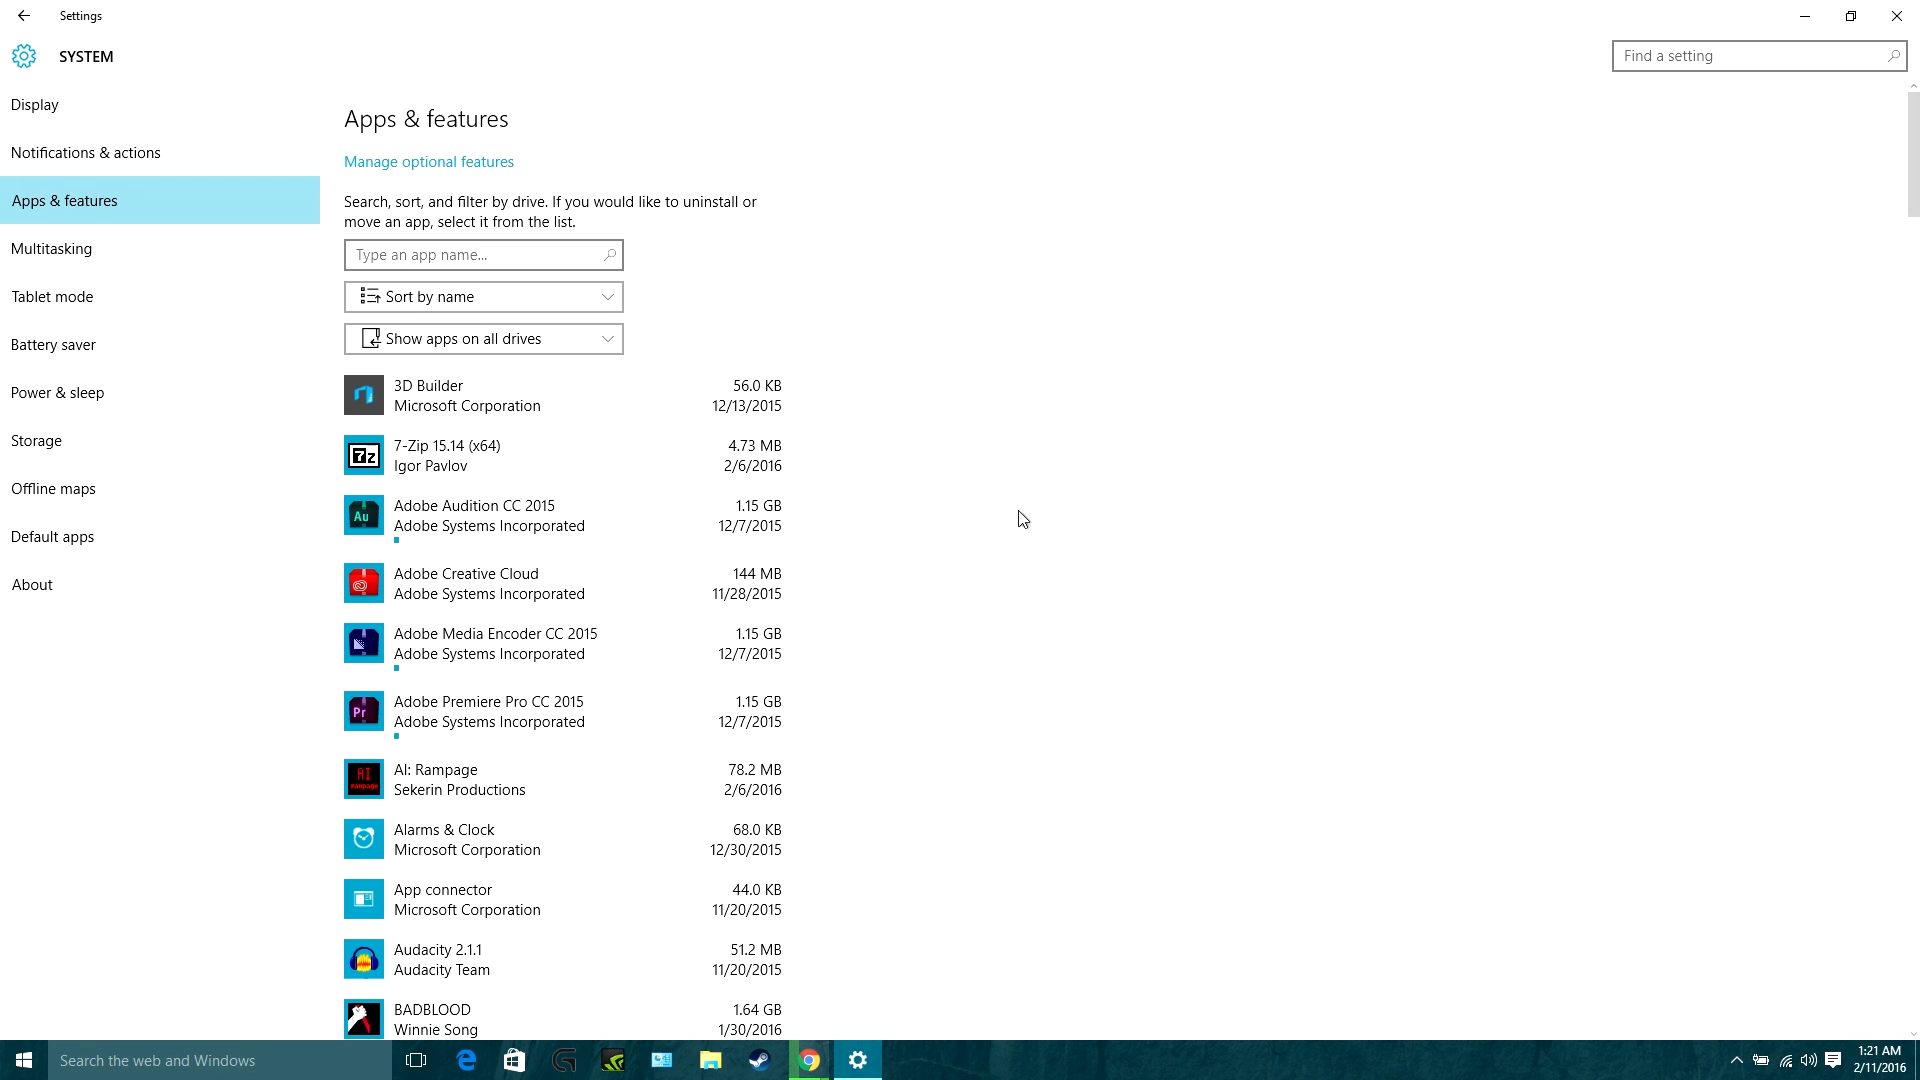 Settings
SYSTEM
Find a setting
Display
Notifications & actions
Apps & features
Multitasking
Tablet mode
Battery saver
Power & sleep
Storage
Offline maps
Default apps
About
Apps & features
Manage optional features
Search, sort, and filter by drive. If you would like to uninstall or
move an app, select it from the list.
Type an app name...
Sort by name
Show apps on all drives
3D Builder 56.0 KB
Microsoft Corporation 12/13/2015
7z
7-Zip 15.14 (x64) 4.73 MB
Igor Pavlov 2/6/2016
Au
Adobe Audition CC 2015 1.15 GB
Adobe Systems Incorporated 12/7/2015
Adobe Creative Cloud 144 MB
Adobe Systems Incorporated 11/28/2015
Adobe Media Encoder CC 2015 1.15 GB
Adobe Systems Incorporated 12/7/2015
Pr
Adobe Premiere Pro CC 2015 1.15 GB
Adobe Systems Incorporated 12/7/2015
AI
rampage
AI: Rampage 78.2 MB
Sekerin Productions 2/6/2016
Alarms & Clock 68.0 KB
Microsoft Corporation 12/30/2015
App connector 44.0 KB
Microsoft Corporation 11/20/2015
Audacity 2.1.1 51.2 MB
Audacity Team 11/20/2015
BADBLOOD 1.64 GB
Winnie Song 1/30/2016
Search the web and Windows
1:21 AM
2/11/2016